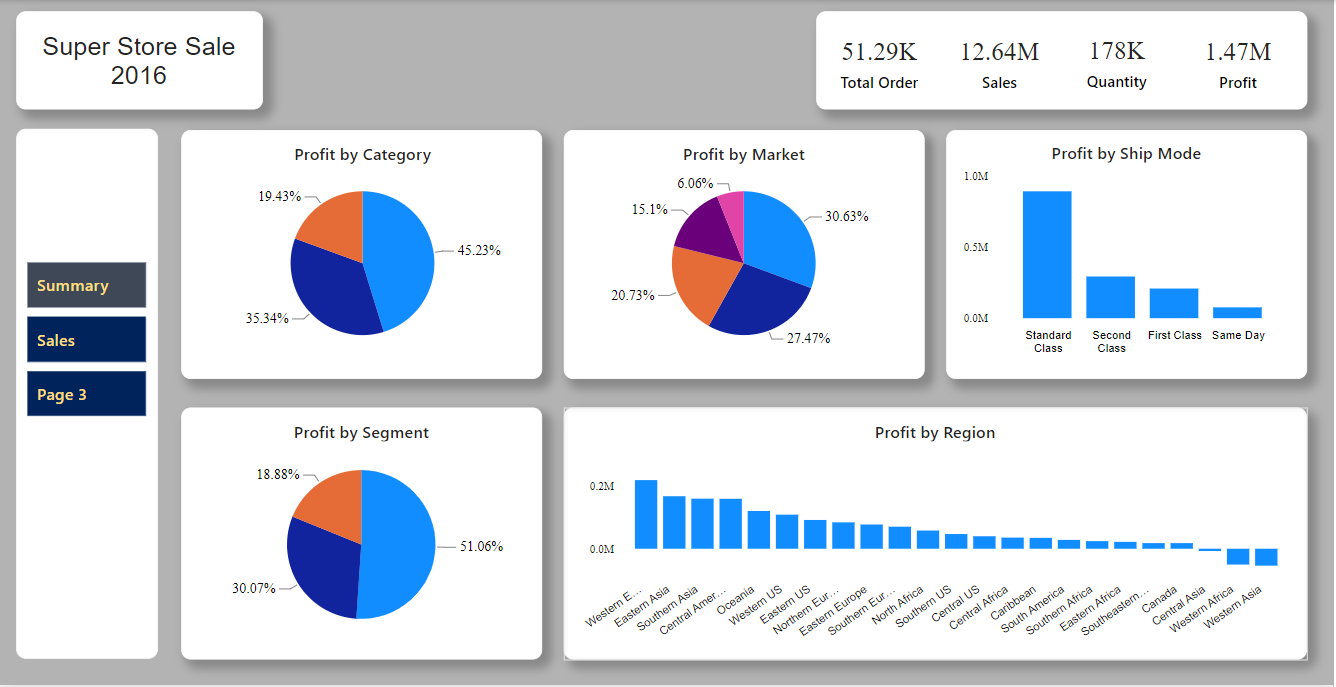 Super Store Sale
2016
51.29K
Total Order
12.64M
Sales
178K
Quantity
1.47M
Profit
Summary
Sales
Page 3
Profit by Category
19.43%
45.23%
35.34%
Profit by Market
6.06%
15.1%
30.63%
20.73%
27.47%
Profit by Ship Mode
1.0M
0.5M
0.0M
Standard
Class
Second
Class
First Class
Same Day
Profit by Segment
18.88%
51.06%
30.07%
Profit by Region
0.2M
0.0M
Western E...
Eastern Asia
Southern Asia
Central Amer...
Oceania
Western US
Eastern US
Northern Eur...
Eastern Europe
Southern Eur...
North Africa
Southern US
Central US
Central Africa
Caribbean
South America
Southern Africa
Eastern Africa
Southeastern...
Canada
Central Asia
Western Africa
Western Asia